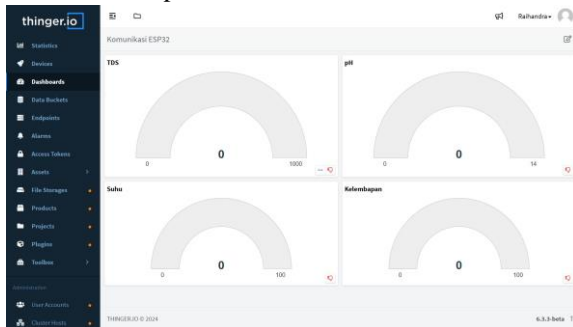 thinger.io
Raihandra
Komunikasi ESP32
Statistics
Devices
Dashboards
Data Buckets
Endpoints
Alarms
Access Tokens
Assets
File Storages
Products
Projects
Plugins
Toolbox
Administration
User Accounts
Cluster Hosts
TDS
0
0
1000
pH
0
0
14
Suhu
0
0
100
Kelembapan
0
0
100
THINGER.IO © 2024
6.3.3-beta